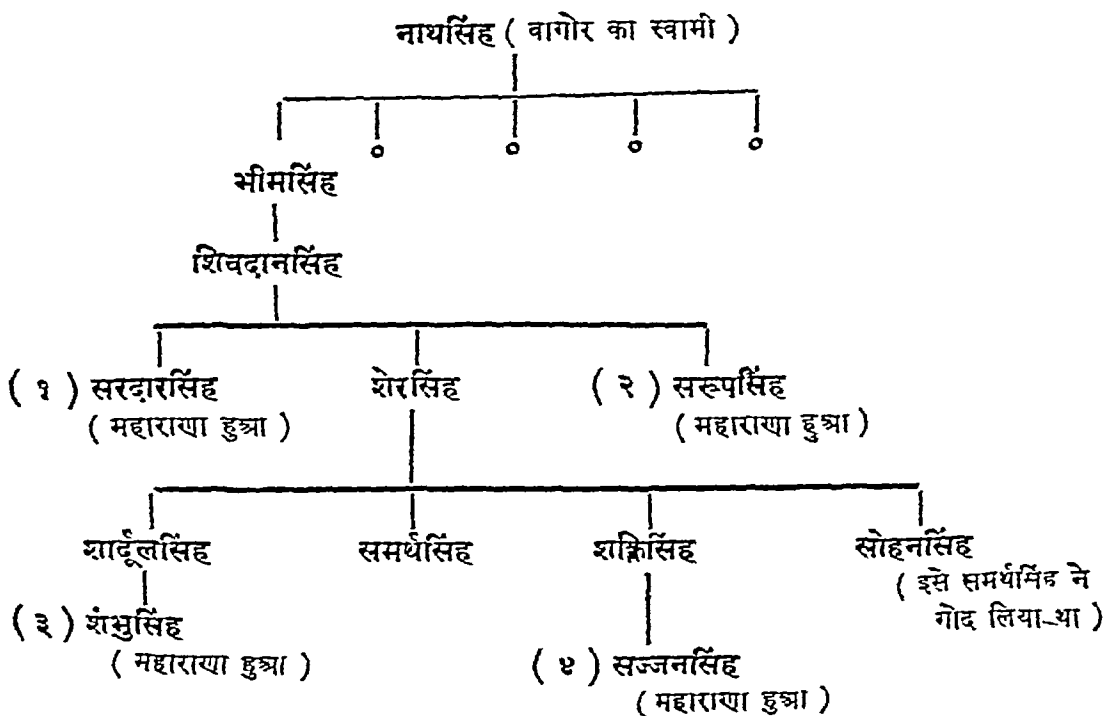 नाथसिंह ( वागोर का स्वामी )
भीमसिंह
शिवदानसिंह
( १ ) सरदारसिंह शेरसिंह ( २ ) सरूपसिंह
( महाराणा हुआ ) ( महाराणा हुआ )
शार्दूलसिंह समर्थसिंह शक्तिसिंह सोहनसिंह
( इसे समर्थसिंह ने
गोद लिया था )
( ३ ) शंभुसिंह
( महाराणा हुआ )
( ४ ) सज्जनसिंह
( महाराणा हुआ )